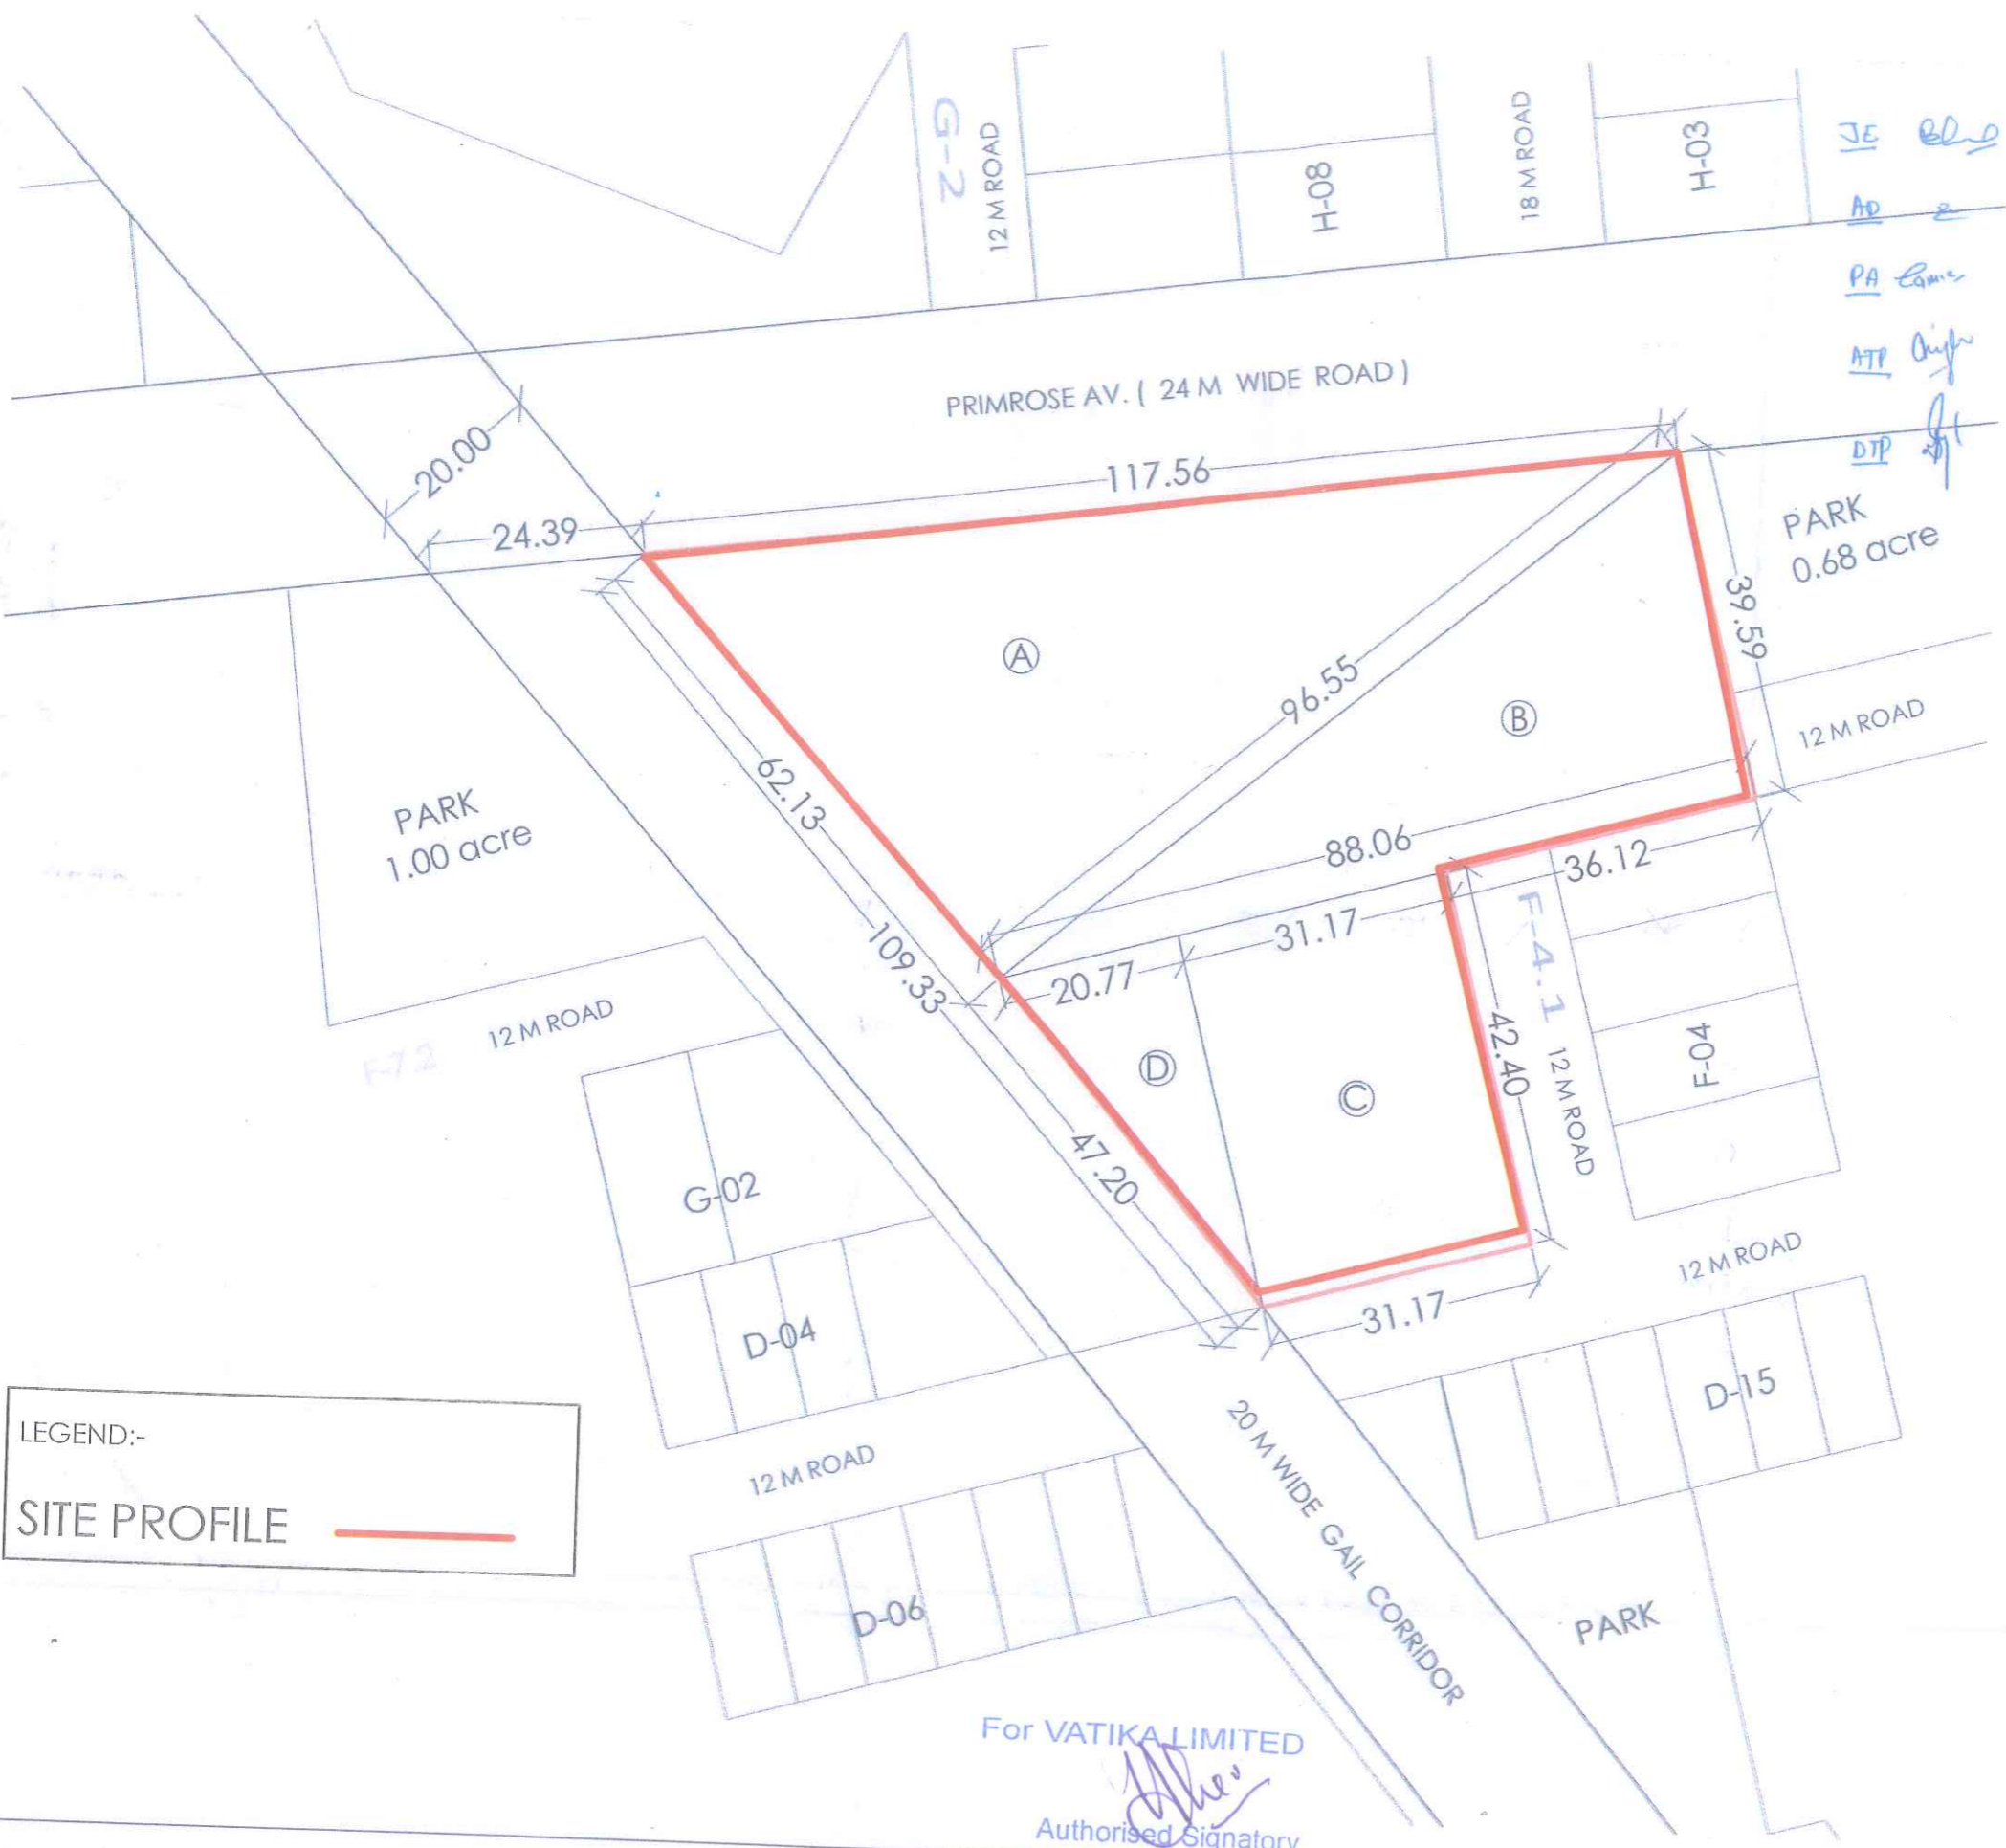 G-2
12 M ROAD
H-08
18 M ROAD
H-03
JE
AD
PA
ATP
DTP
PRIMROSE AV. ( 24 M WIDE ROAD )
20.00
24.39
117.56
PARK
0.68 acre
39.59
A
96.55
B
12 M ROAD
PARK
1.00 acre
62.13
109.33
88.06
36.12
31.17
20.77
F-4.1
42.40
12 M ROAD
F-04
12 M ROAD
F-72
D
C
47.20
G-02
12 M ROAD
31.17
D-04
D-15
LEGEND:-
SITE PROFILE
12 M ROAD
20 M WIDE GAIL CORRIDOR
D-06
PARK
For VATIKA LIMITED
Authorised Signatory